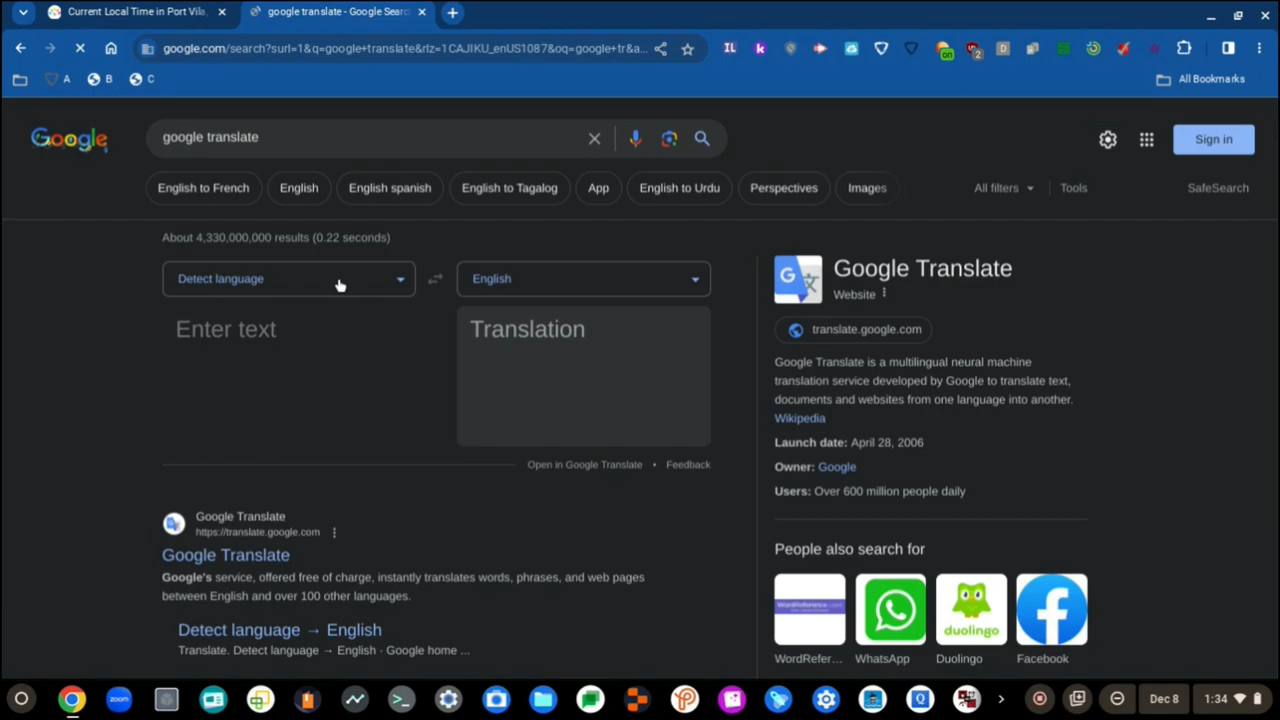 Current Local Time in Port Vila,
google translate - Google Searc
google.com/search?surl=1&q=google+translate&rlz=1CAJIKU_enUS1087&oq=google+tr&a...
A
B
C
All Bookmarks
Google
google translate
Sign in
English to French
English
English spanish
English to Tagalog
App
English to Urdu
Perspectives
Images
All filters
Tools
SafeSearch
About 4,330,000,000 results (0.22 seconds)
Detect language
English
Enter text
Translation
Open in Google Translate • Feedback
Google Translate
https://translate.google.com
Google Translate
Google's service, offered free of charge, instantly translates words, phrases, and web pages
between English and over 100 other languages.
Detect language → English
Translate. Detect language → English · Google home ...
Google Translate
Website
translate.google.com
Google Translate is a multilingual neural machine
translation service developed by Google to translate text,
documents and websites from one language into another.
Wikipedia
Launch date: April 28, 2006
Owner: Google
Users: Over 600 million people daily
People also search for
WordReference.com
duolingo
WordRefer...
WhatsApp
Duolingo
Facebook
zoom
Dec 8
1:34